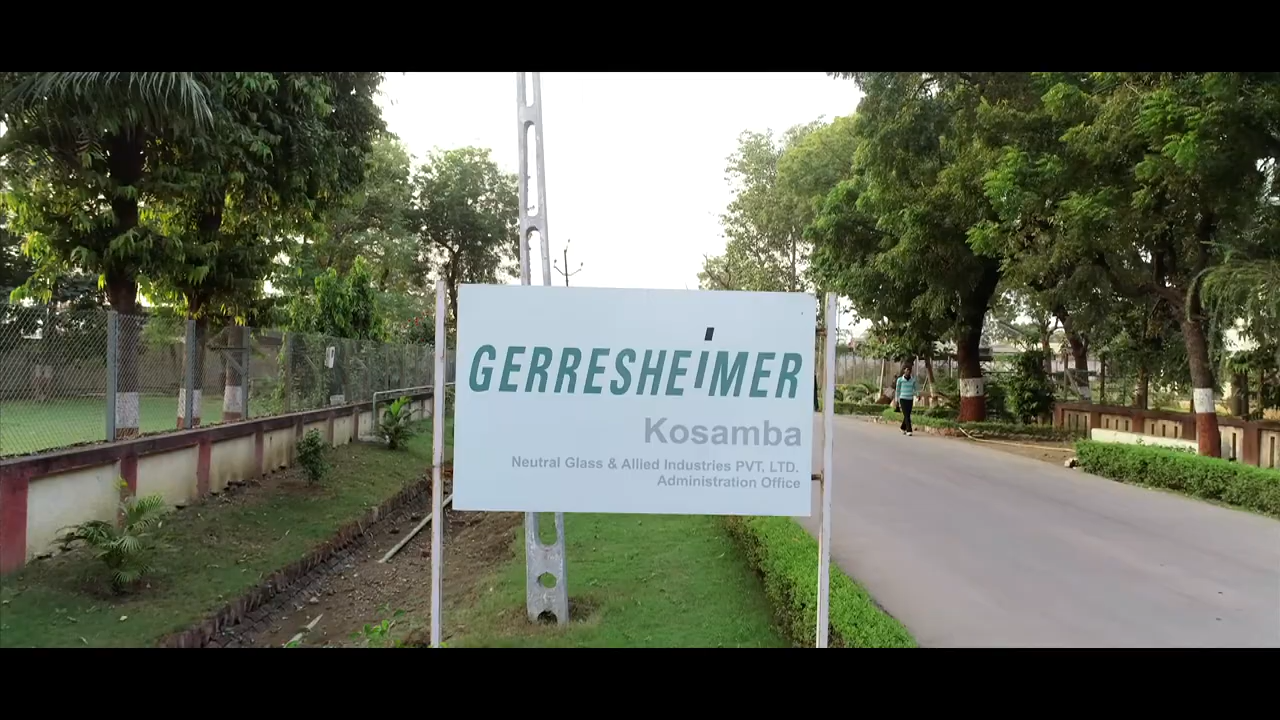 GERRESHEiMER
Kosamba
Neutral Glass & Allied Industries PVT. LTD.
Administration Office